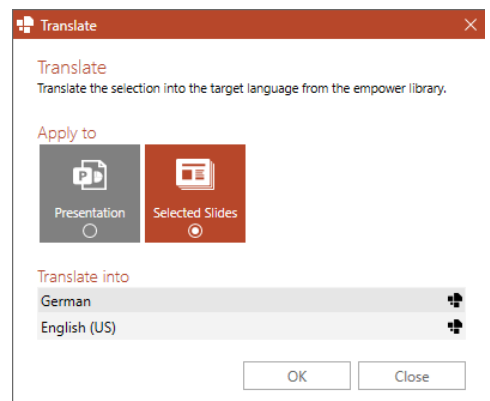 Translate
Translate
Translate the selection into the target language from the empower library.
Apply to
Presentation
Selected Slides
Translate into
German
English (US)
OK
Close